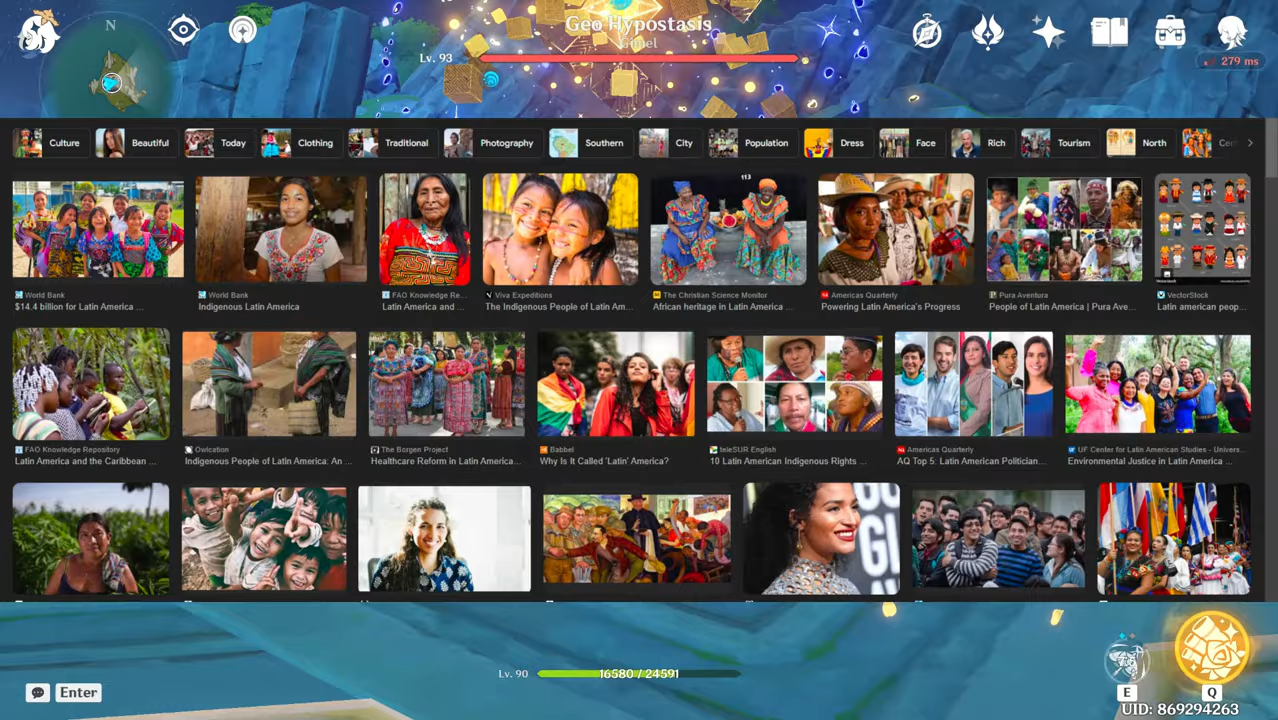 N
Geo Hypostasis
Gimel
Lv. 93
279 ms
Culture
Beautiful
Today
Clothing
Traditional
Photography
Southern
City
Population
Dress
Face
Rich
Tourism
North
113
World Bank
$14.4 billion for Latin America ...
World Bank
Indigenous Latin America
FAO Knowledge Re...
Latin America and ...
Viva Expeditions
The Indigenous People of Latin Am...
The Christian Science Monitor
African heritage in Latin America ...
Americas Quarterly
Powering Latin America's Progress
Pura Aventura
People of Latin America | Pura Ave...
VectorStock
Latin american peop...
FAO Knowledge Repository
Latin America and the Caribbean ...
Owlcation
Indigenous People of Latin America: An ...
The Borgen Project
Healthcare Reform in Latin America...
Babbel
Why Is It Called 'Latin' America?
teleSUR English
10 Latin American Indigenous Rights ...
Americas Quarterly
AQ Top 5: Latin American Politician...
UF Center for Latin American Studies - Univers...
Environmental Justice in Latin America ...
Lv. 90
16580 / 24591
Enter
E
Q
UID: 869294263